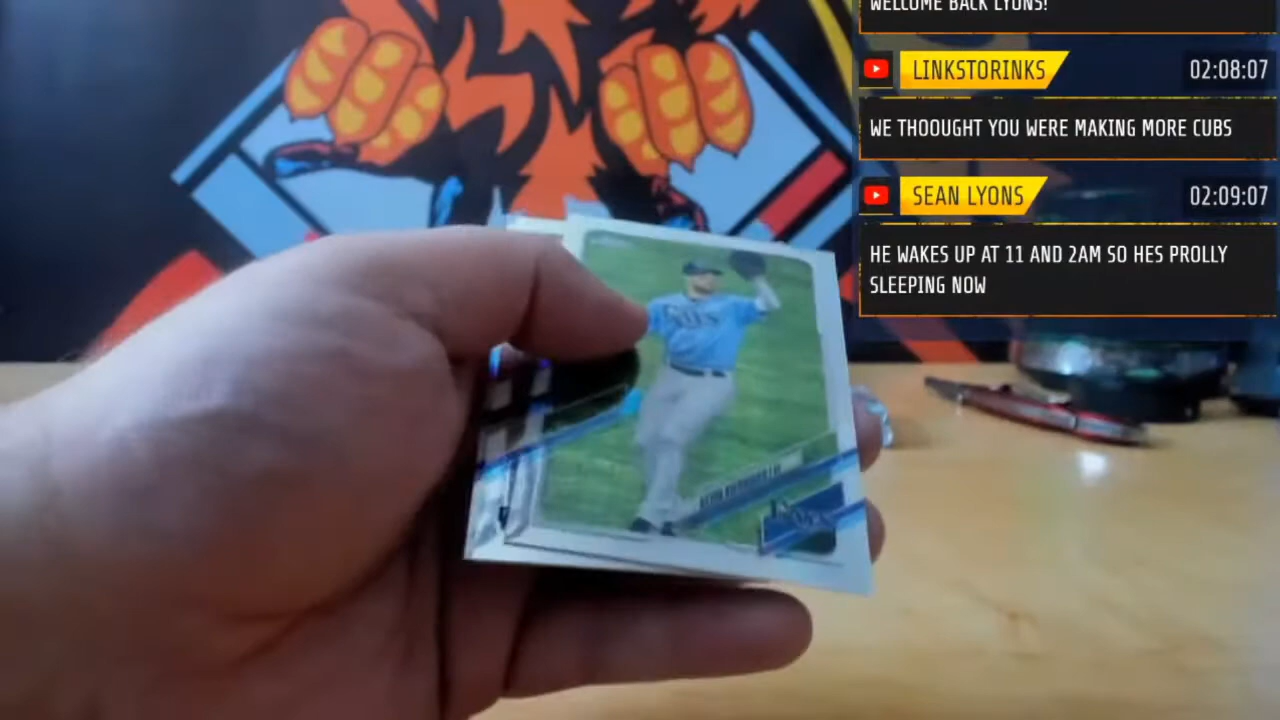 WELCOME BACK LYONS!
LINKSTORINKS
02:08:07
WE THOOUGHT YOU WERE MAKING MORE CUBS
SEAN LYONS
02:09:07
HE WAKES UP AT 11 AND 2AM SO HES PROLLY
SLEEPING NOW
RAYS